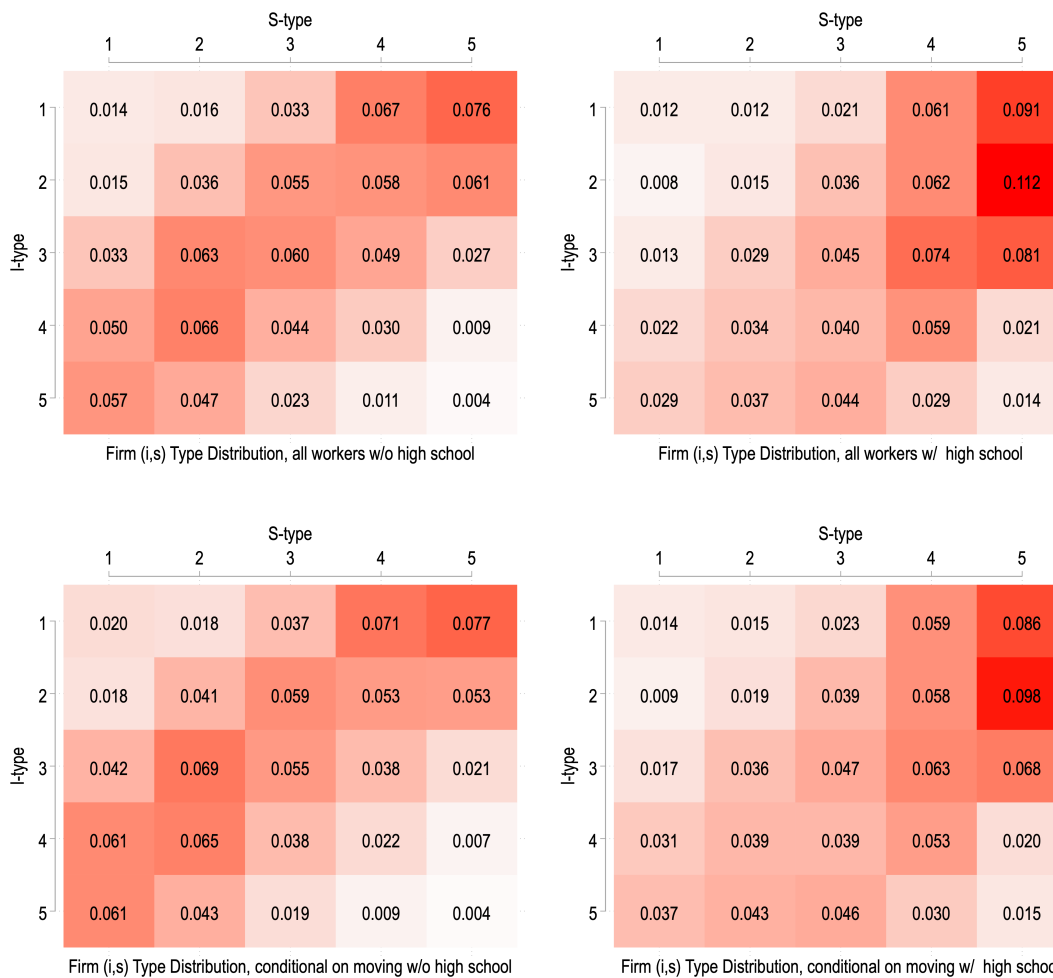 S-type
1 2 3 4 5
I-type
1 0.014 0.016 0.033 0.067 0.076
2 0.015 0.036 0.055 0.058 0.061
3 0.033 0.063 0.060 0.049 0.027
4 0.050 0.066 0.044 0.030 0.009
5 0.057 0.047 0.023 0.011 0.004
Firm (i,s) Type Distribution, all workers w/o high school
S-type
1 2 3 4 5
I-type
1 0.012 0.012 0.021 0.061 0.091
2 0.008 0.015 0.036 0.062 0.112
3 0.013 0.029 0.045 0.074 0.081
4 0.022 0.034 0.040 0.059 0.021
5 0.029 0.037 0.044 0.029 0.014
Firm (i,s) Type Distribution, all workers w/ high school
S-type
1 2 3 4 5
I-type
1 0.020 0.018 0.037 0.071 0.077
2 0.018 0.041 0.059 0.053 0.053
3 0.042 0.069 0.055 0.038 0.021
4 0.061 0.065 0.038 0.022 0.007
5 0.061 0.043 0.019 0.009 0.004
Firm (i,s) Type Distribution, conditional on moving w/o high school
S-type
1 2 3 4 5
I-type
1 0.014 0.015 0.023 0.059 0.086
2 0.009 0.019 0.039 0.058 0.098
3 0.017 0.036 0.047 0.063 0.068
4 0.031 0.039 0.039 0.053 0.020
5 0.037 0.043 0.046 0.030 0.015
Firm (i,s) Type Distribution, conditional on moving w/ high